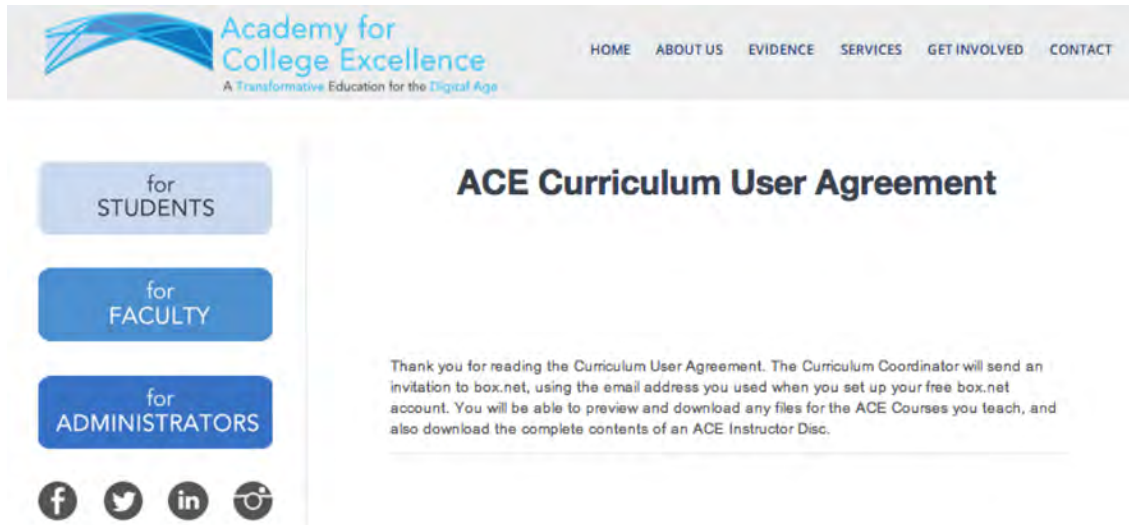 Academy for
College Excellence
A Transformative Education for the Digital Age
HOME ABOUT US EVIDENCE SERVICES GET INVOLVED CONTACT
for
STUDENTS
for
FACULTY
for
ADMINISTRATORS
ACE Curriculum User Agreement
Thank you for reading the Curriculum User Agreement. The Curriculum Coordinator will send an
invitation to box.net, using the email address you used when you set up your free box.net
account. You will be able to preview and download any files for the ACE Courses you teach, and
also download the complete contents of an ACE Instructor Disc.